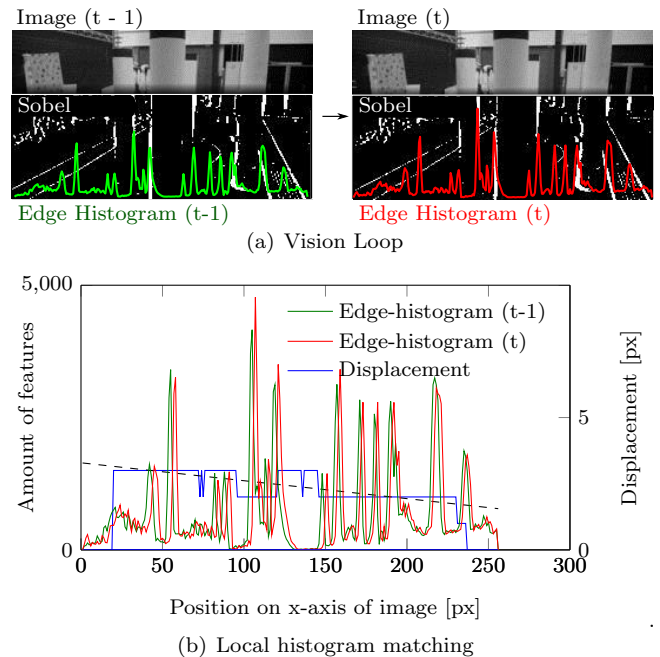 Image (t - 1)
Image (t)
Sobel
Sobel
Edge Histogram (t-1)
Edge Histogram (t)
(a) Vision Loop
5,000
Edge-histogram (t-1)
Edge-histogram (t)
Displacement
Amount of features
Displacement [px]
5
0
0
0
50
100
150
200
250
300
Position on x-axis of image [px]
.
(b) Local histogram matching